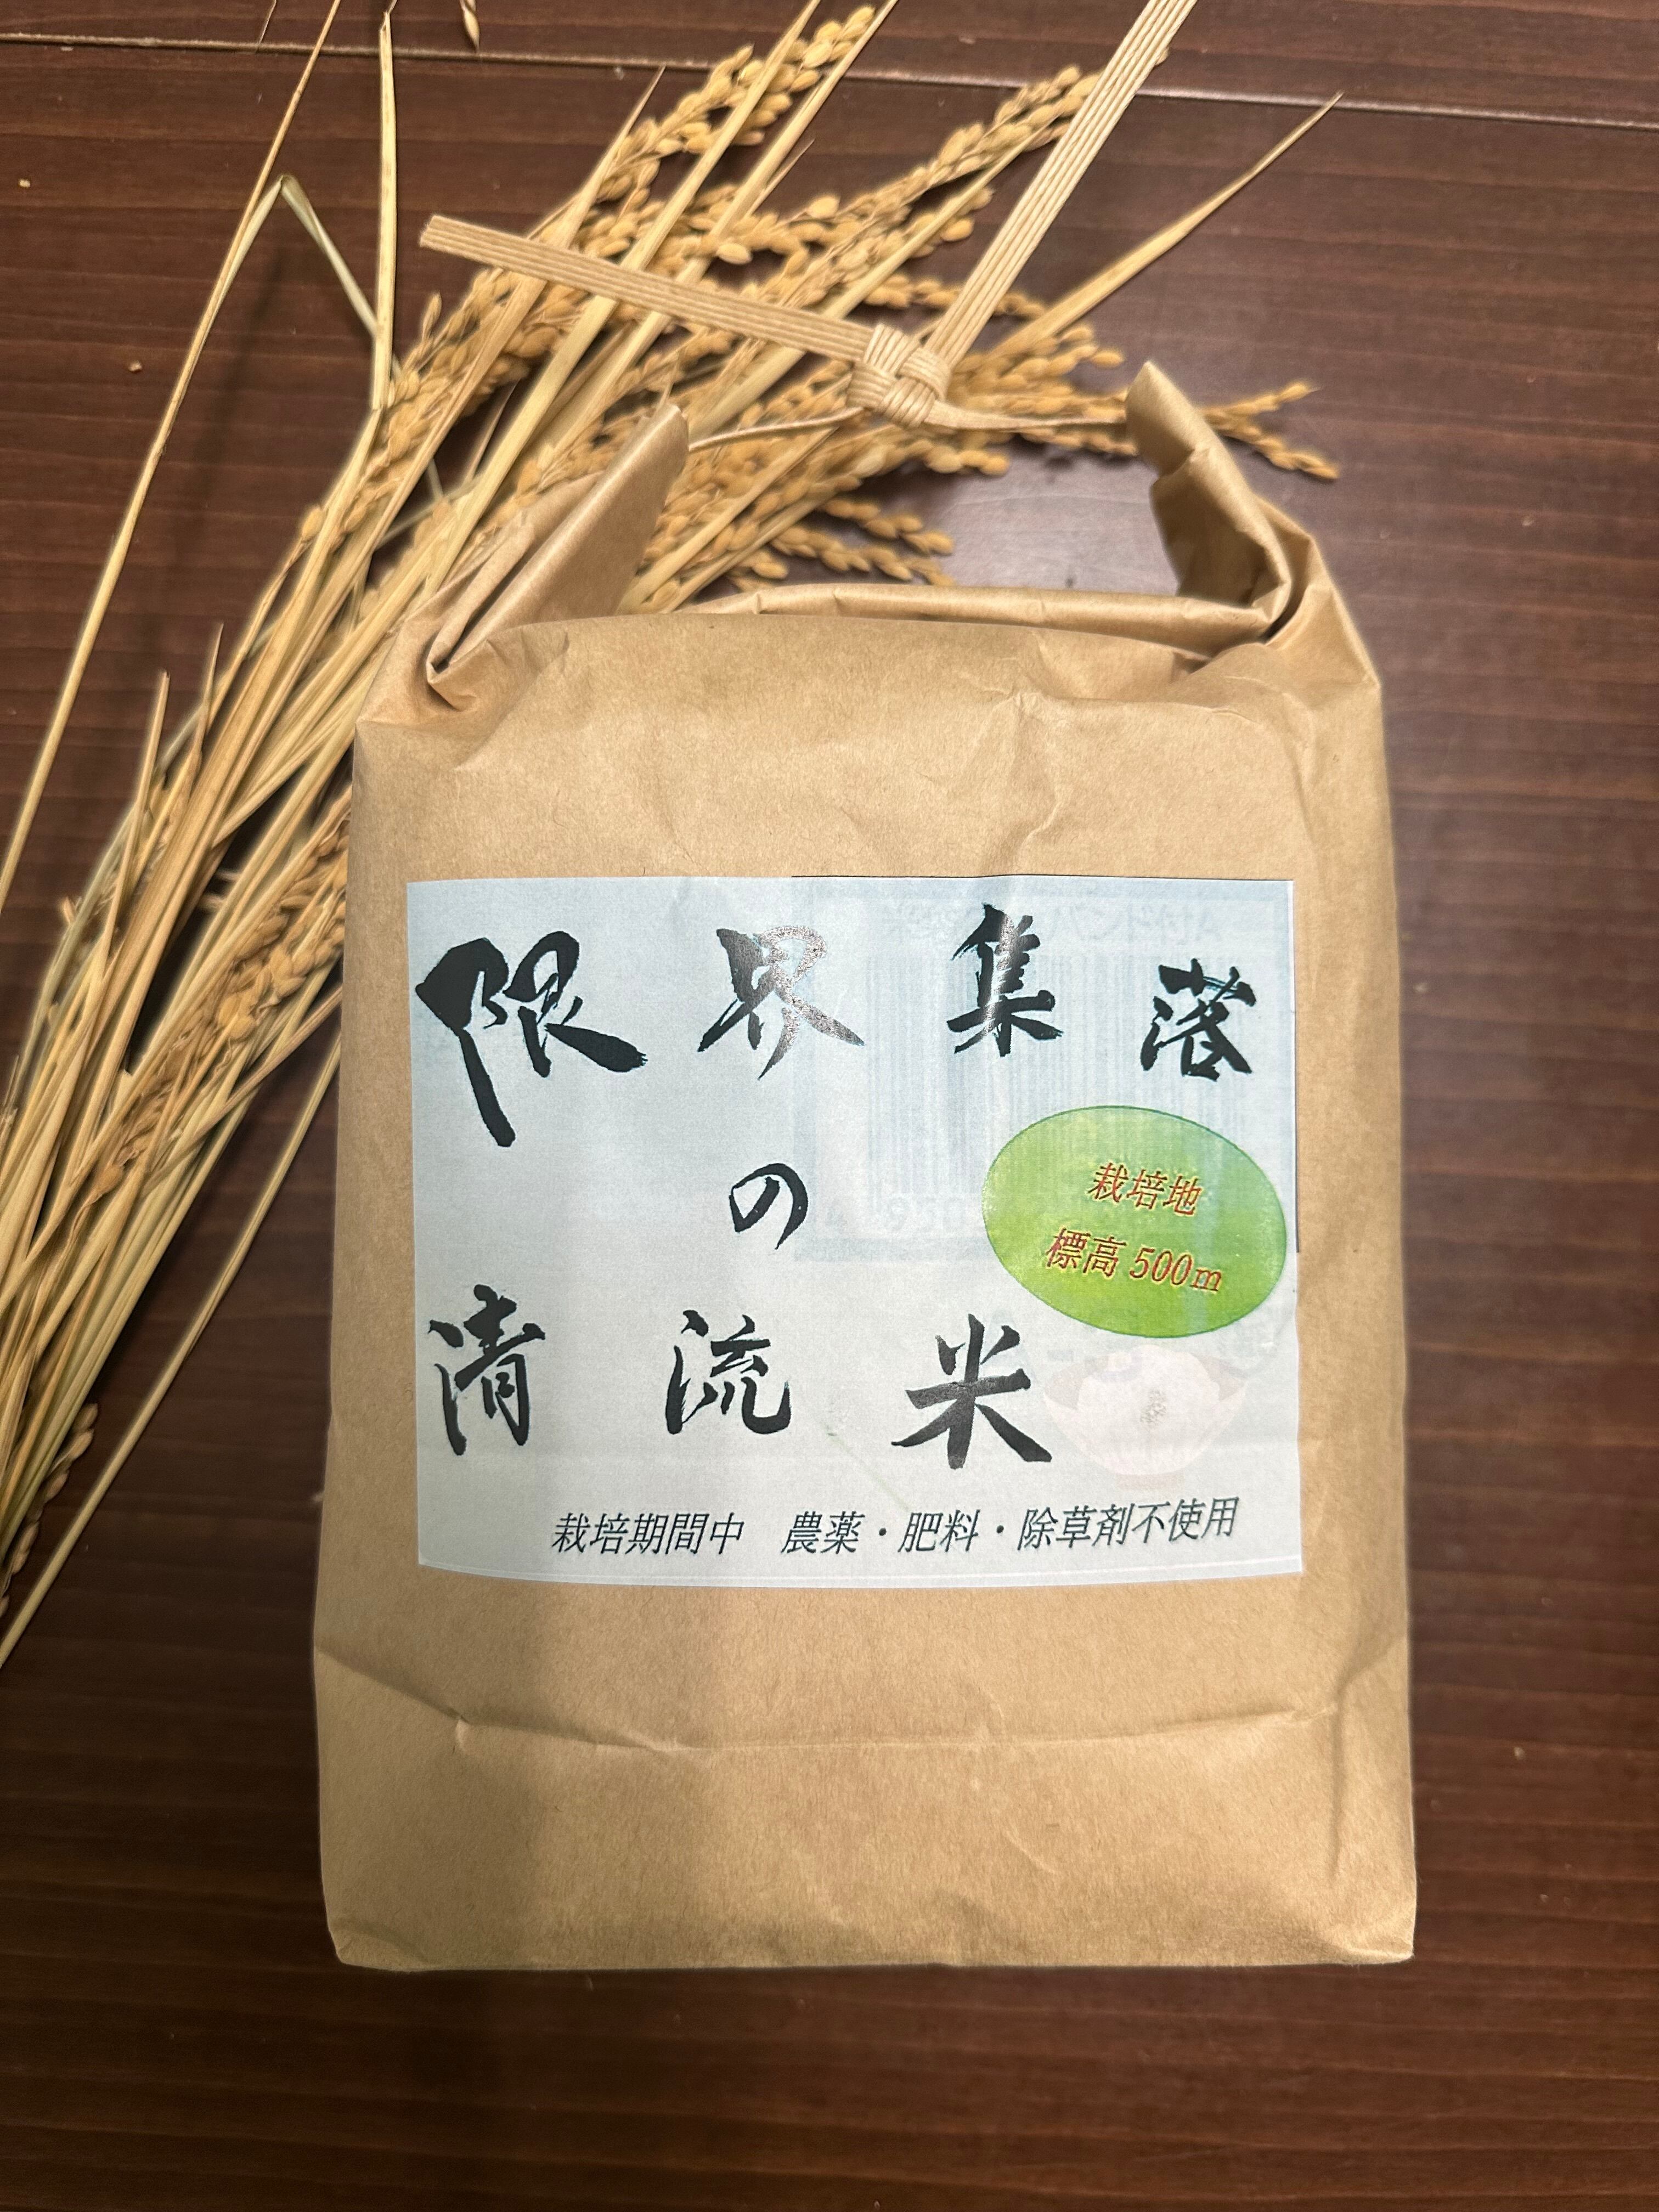 限界集落
の
栽培地
標高 500m
清流米
栽培期間中　農薬・肥料・除草剤不使用